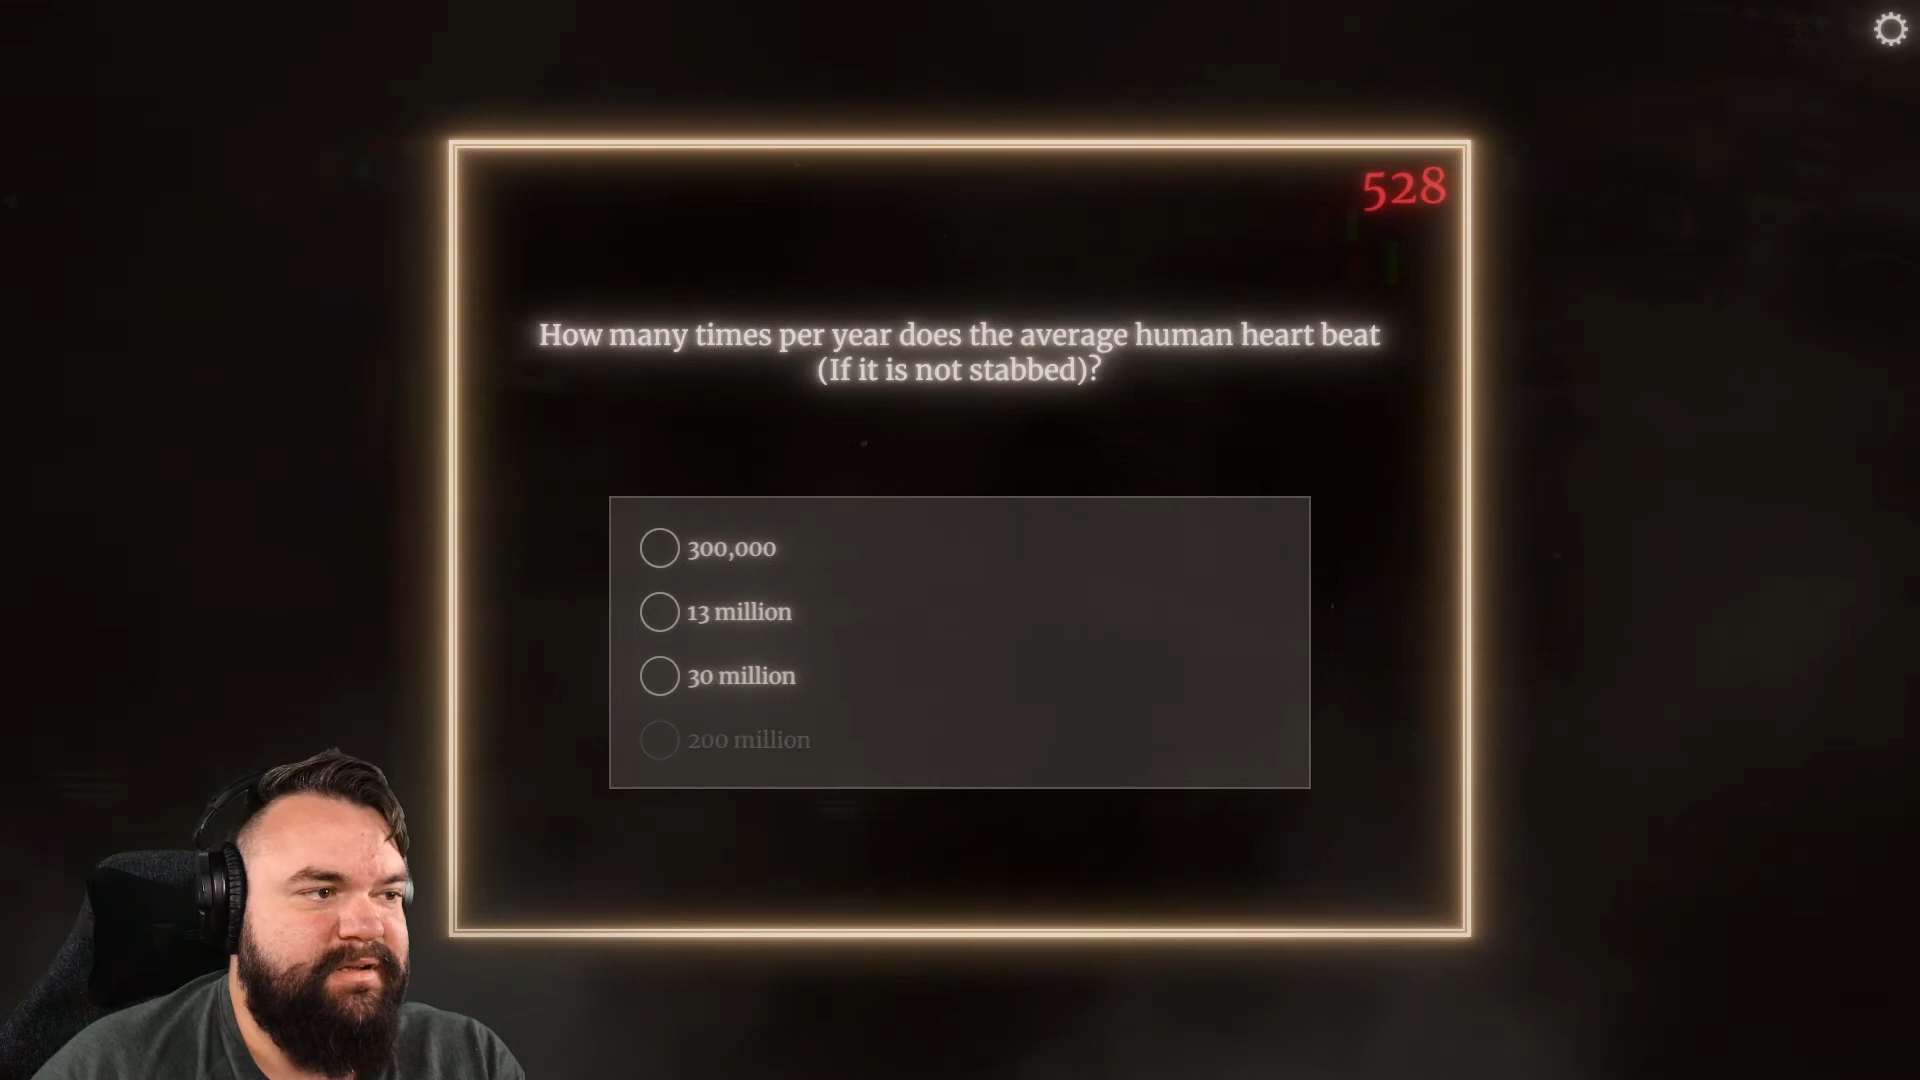 528
How many times per year does the average human heart beat
(If it is not stabbed)?
300,000
13 million
30 million
200 million